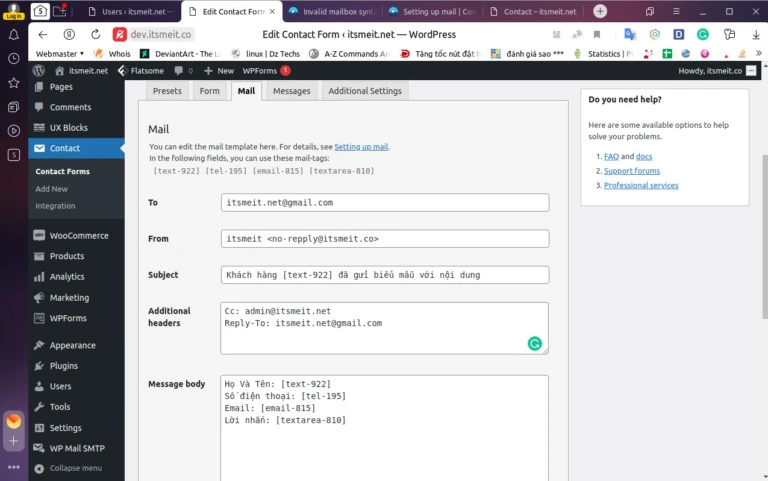 Log in
5
Users ‹ itsmeit.net —
Edit Contact Form
Invalid mailbox synt
Setting up mail | Con
Contact – itsmeit.net
dev.itsmeit.co
Edit Contact Form ‹ itsmeit.net — WordPress
Webmaster
Whois
DeviantArt - The L
linux | Dz Techs
A-Z Commands Ar
Tăng tốc nút đặt h
đánh giá sao ***
Statistics | P
itsmeit.net
Flatsome
0
New
WPForms
1
Howdy, itsmeit.co
Pages
Comments
UX Blocks
Contact
Contact Forms
Add New
Integration
WooCommerce
Products
Analytics
Marketing
WPForms
Appearance
Plugins
Users
Tools
Settings
WP Mail SMTP
Collapse menu
Presets
Form
Mail
Messages
Additional Settings
Mail
You can edit the mail template here. For details, see Setting up mail.
In the following fields, you can use these mail-tags:
[text-922] [tel-195] [email-815] [textarea-810]
To
itsmeit.net@gmail.com
From
itsmeit <no-repply@itsmeit.co>
Subject
Khách hàng [text-922] đã gửi biểu mẫu với nội dung
Additional
headers
Cc: admin@itsmeit.net
Reply-To: itsmeit.net@gmail.com
Message body
Họ Và Tên: [text-922]
Số điện thoại: [tel-195]
Email: [email-815]
Lời nhắn: [textarea-810]
Do you need help?
Here are some available options to help
solve your problems.
1. FAQ and docs
2. Support forums
3. Professional services